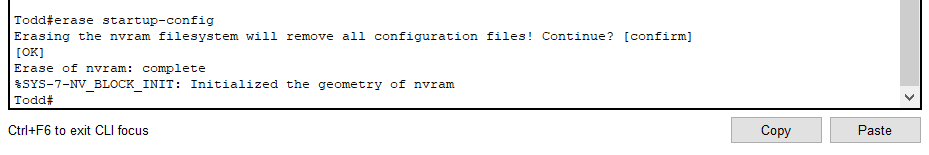 Todd#erase startup-config
Erasing the nvram filesystem will remove all configuration files! Continue? [confirm]
[OK]
Erase of nvram: complete
%SYS-7-NV_BLOCK_INIT: Initialized the geometry of nvram
Todd#
Ctrl+F6 to exit CLI focus
Copy
Paste